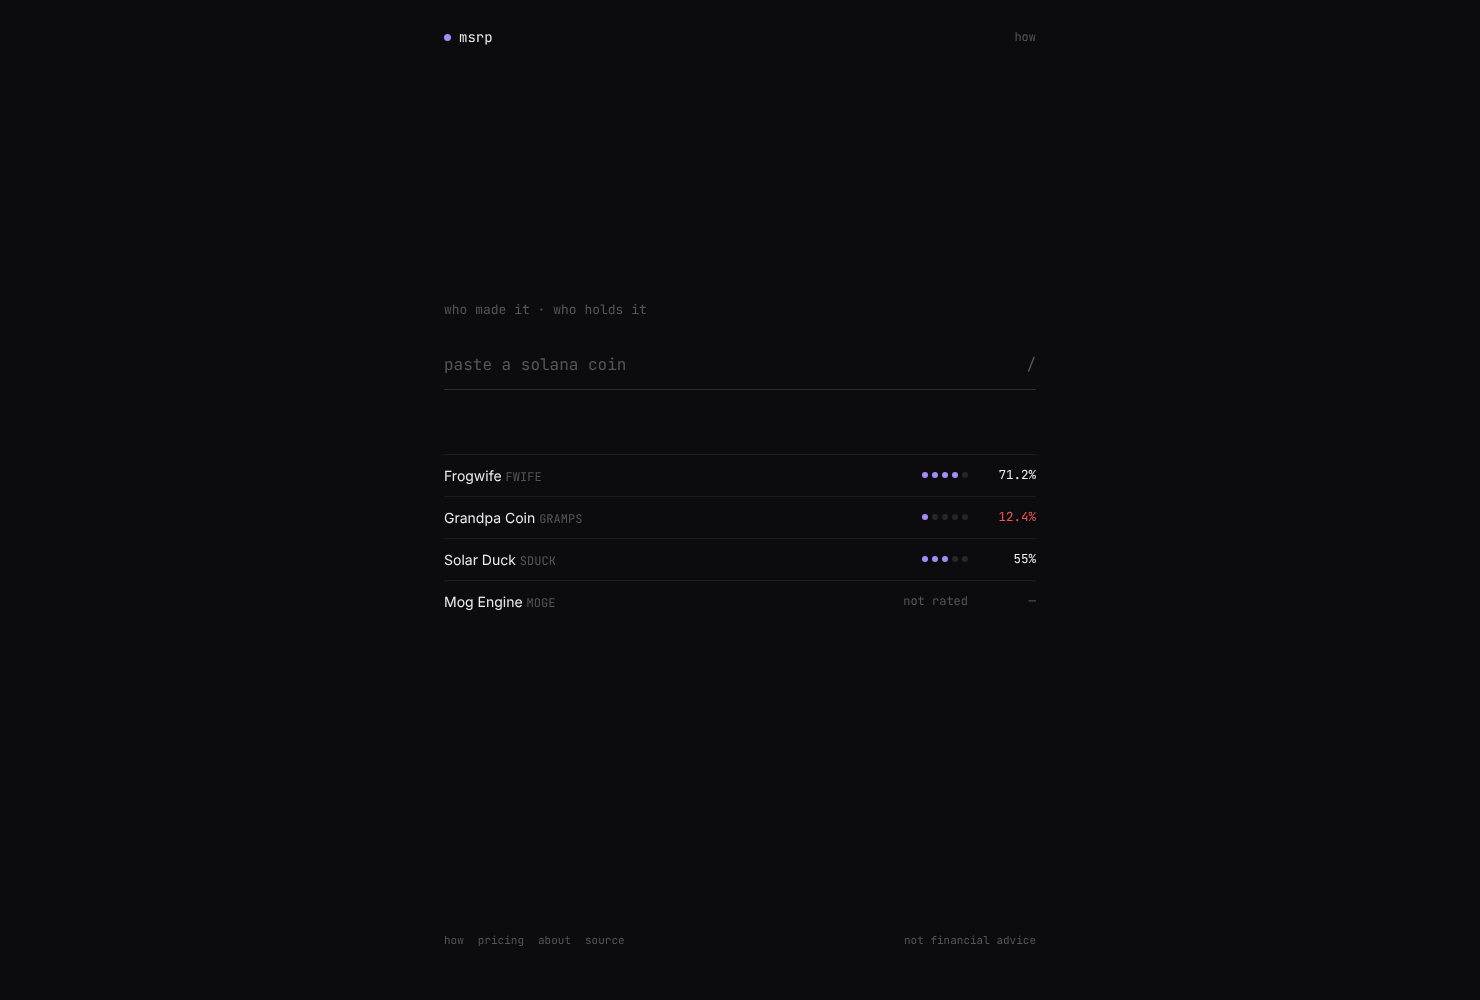 msrp how
who made it · who holds it
paste a solana coin /
Frogwife FWIFE 71.2%
Grandpa Coin GRAMPS 12.4%
Solar Duck SDUCK 55%
Mog Engine MOGE not rated —
how pricing about source not financial advice